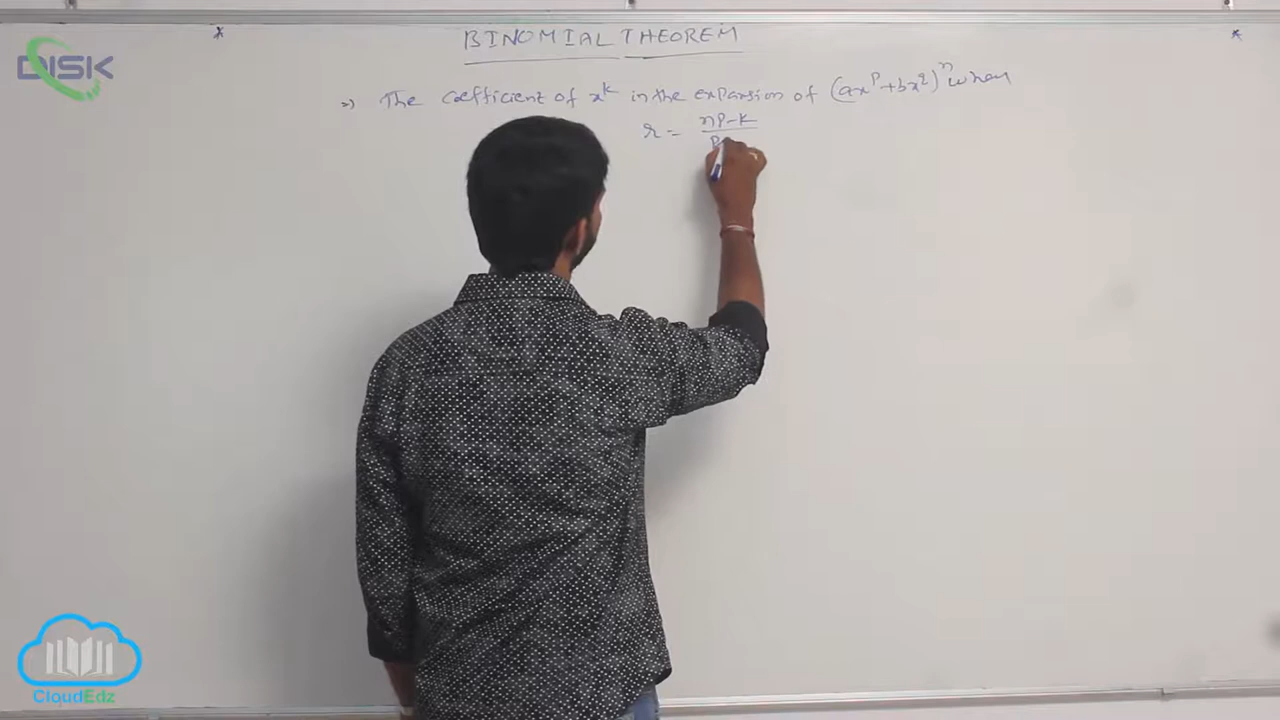 DISK
BINOMIAL THEOREM
=> The coefficient of x^k in the expansion of (ax^p + bx^q)^n when
r = (np-k)/p
CloudEdz